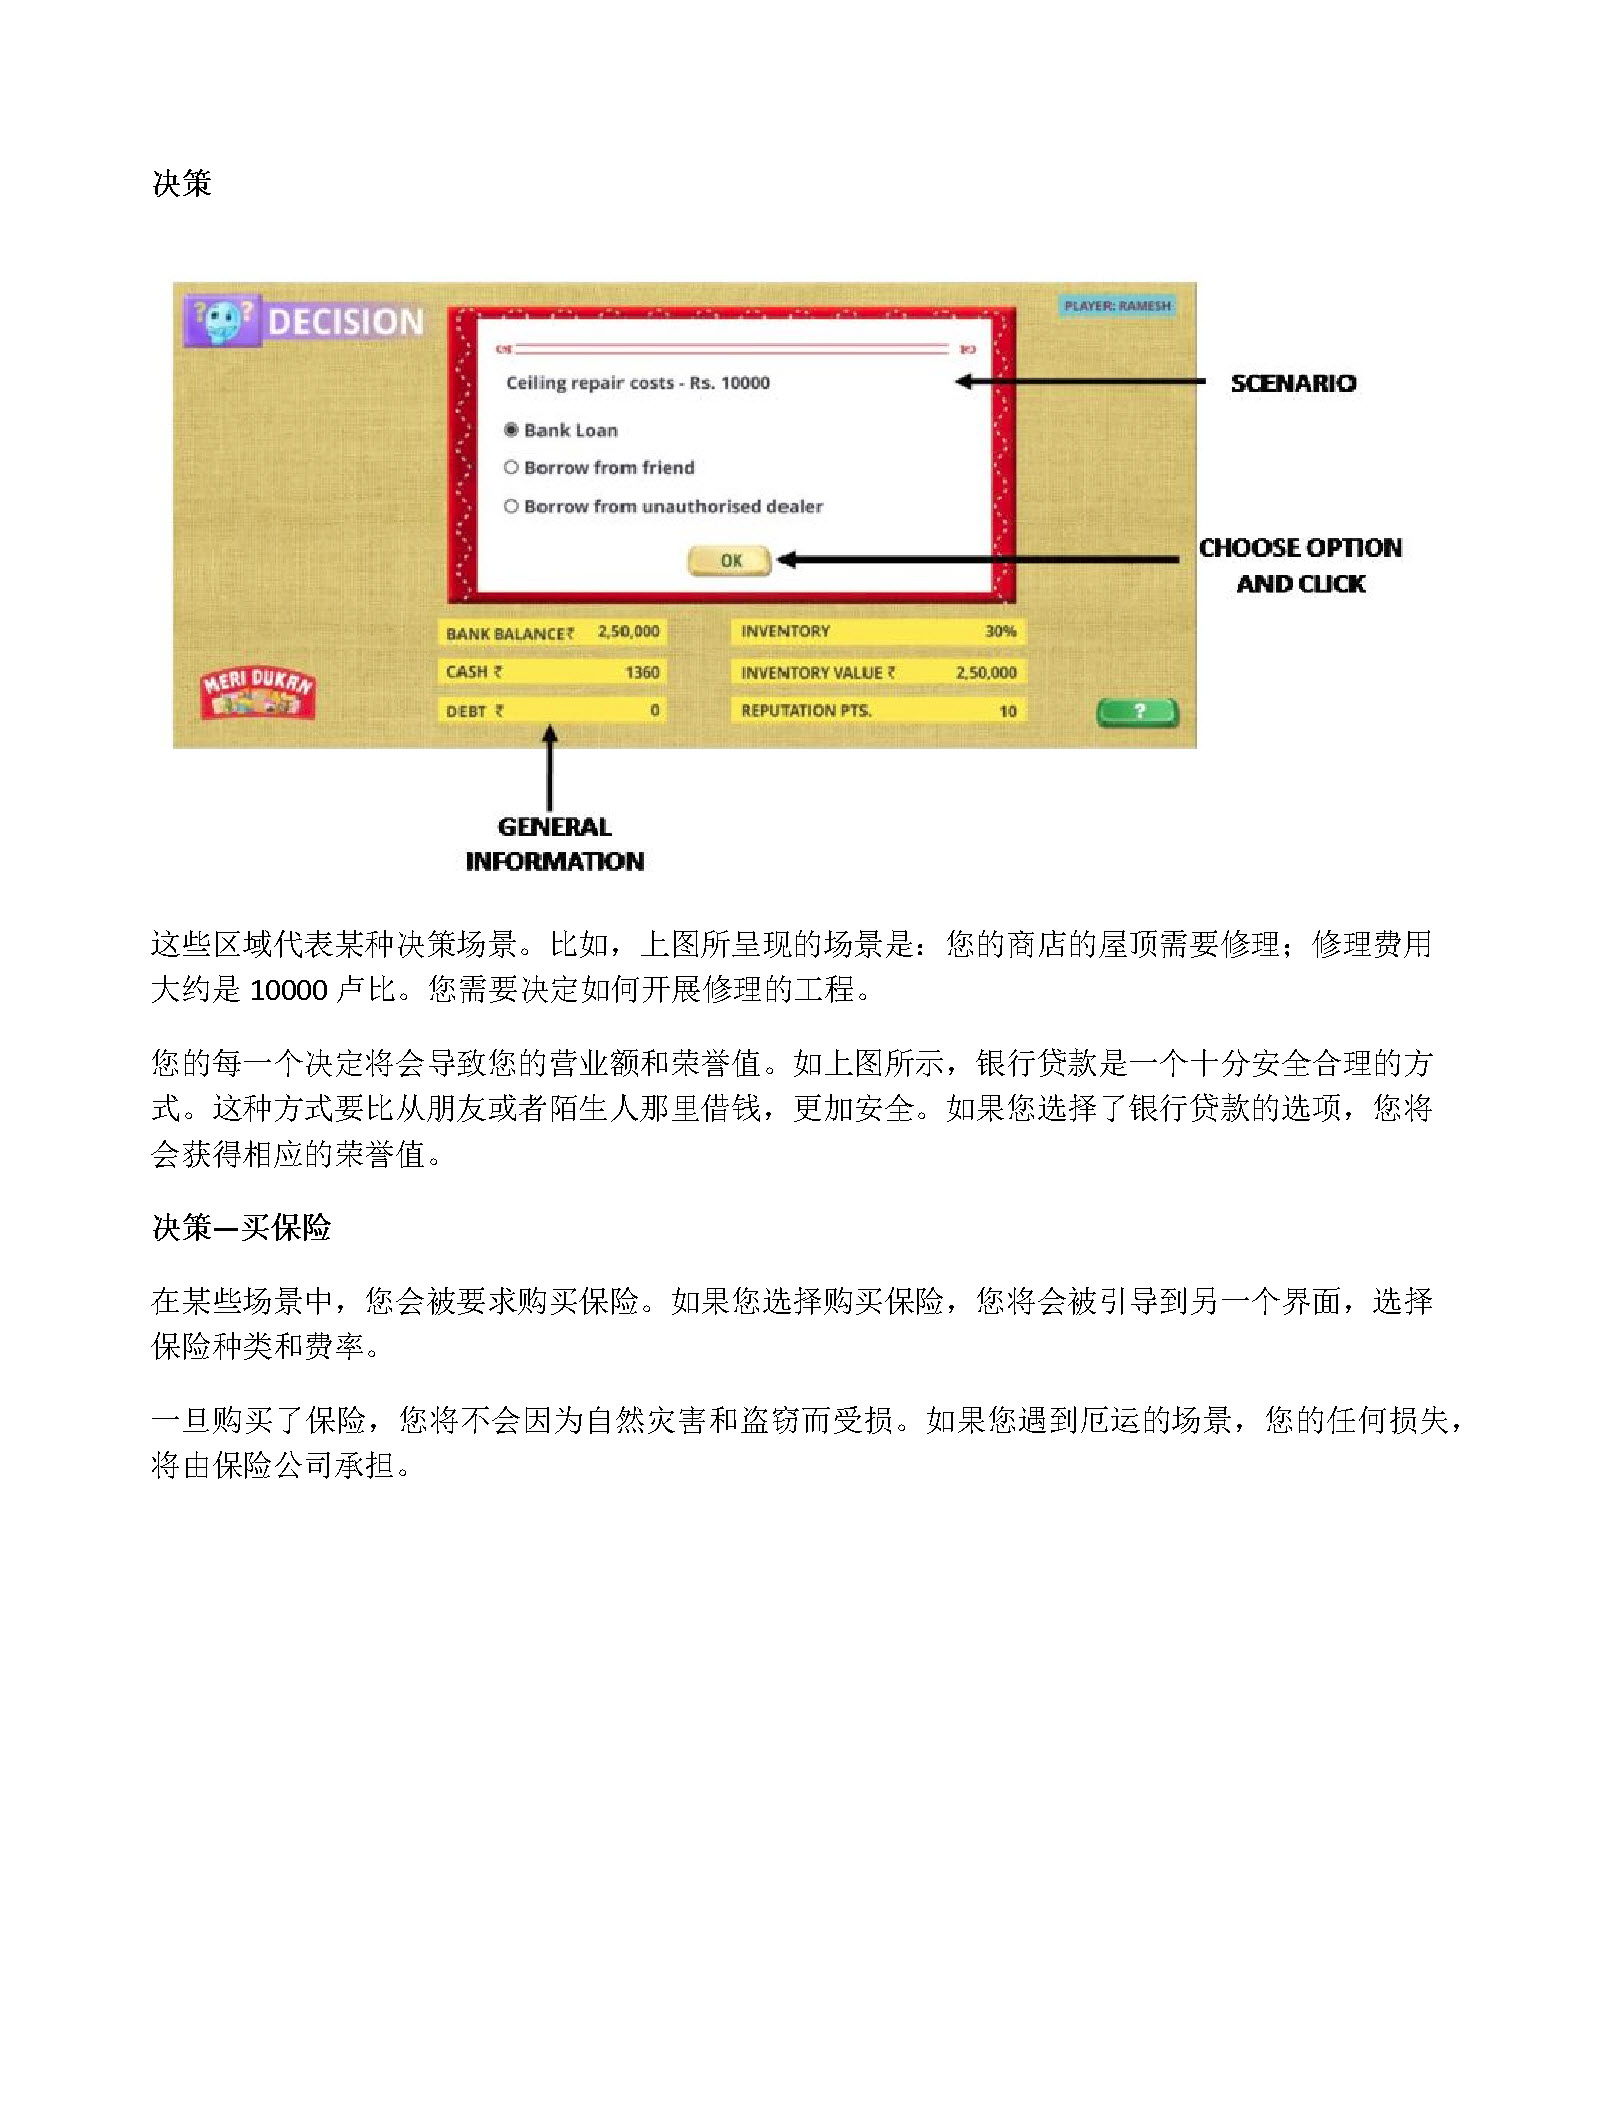 决策
DECISION
PLAYER: RAMESH
Ceiling repair costs - Rs. 10000
SCENARIO
Bank Loan
Borrow from friend
Borrow from unauthorised dealer
OK
CHOOSE OPTION
AND CLICK
BANK BALANCE₹ 2,50,000
INVENTORY 30%
CASH ₹ 1360
INVENTORY VALUE ₹ 2,50,000
DEBT ₹ 0
REPUTATION PTS. 10
MERI DUKAN
?
GENERAL
INFORMATION
这些区域代表某种决策场景。比如，上图所呈现的场景是：您的商店的屋顶需要修理；修理费用
大约是 10000 卢比。您需要决定如何开展修理的工程。
您的每一个决定将会导致您的营业额和荣誉值。如上图所示，银行贷款是一个十分安全合理的方
式。这种方式要比从朋友或者陌生人那里借钱，更加安全。如果您选择了银行贷款的选项，您将
会获得相应的荣誉值。
决策—买保险
在某些场景中，您会被要求购买保险。如果您选择购买保险，您将会被引导到另一个界面，选择
保险种类和费率。
一旦购买了保险，您将不会因为自然灾害和盗窃而受损。如果您遇到厄运的场景，您的任何损失，
将由保险公司承担。